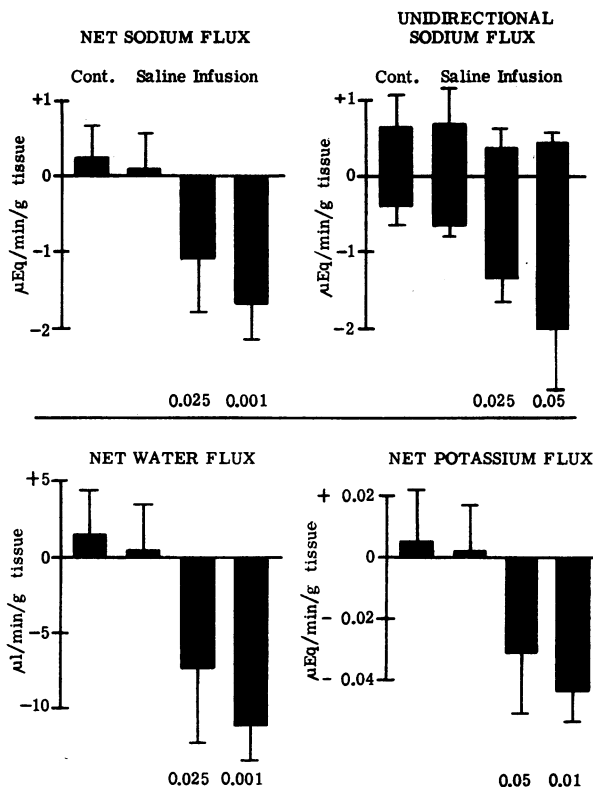 NET SODIUM FLUX
Cont. Saline Infusion
+1
0
-1
-2
µEq/min/g tissue
0.025 0.001
UNIDIRECTIONAL
SODIUM FLUX
Cont. Saline Infusion
+1
0
-1
-2
µEq/min/g tissue
0.025 0.05
NET WATER FLUX
+5
0
-5
-10
µl/min/g tissue
0.025 0.001
NET POTASSIUM FLUX
+ 0.02
0
- 0.02
- 0.04
µEq/min/g tissue
0.05 0.01